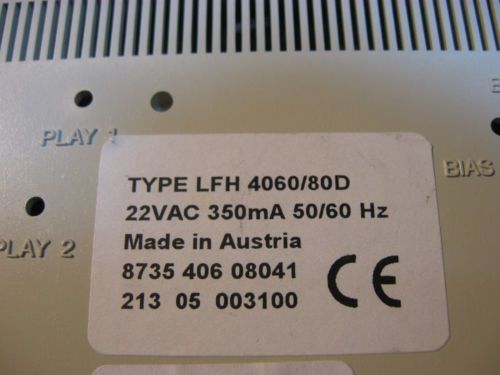 PLAY 1
BIAS
PLAY 2
TYPE LFH 4060/80D
22VAC 350mA 50/60 Hz
Made in Austria
8735 406 08041
213 05 003100
CE